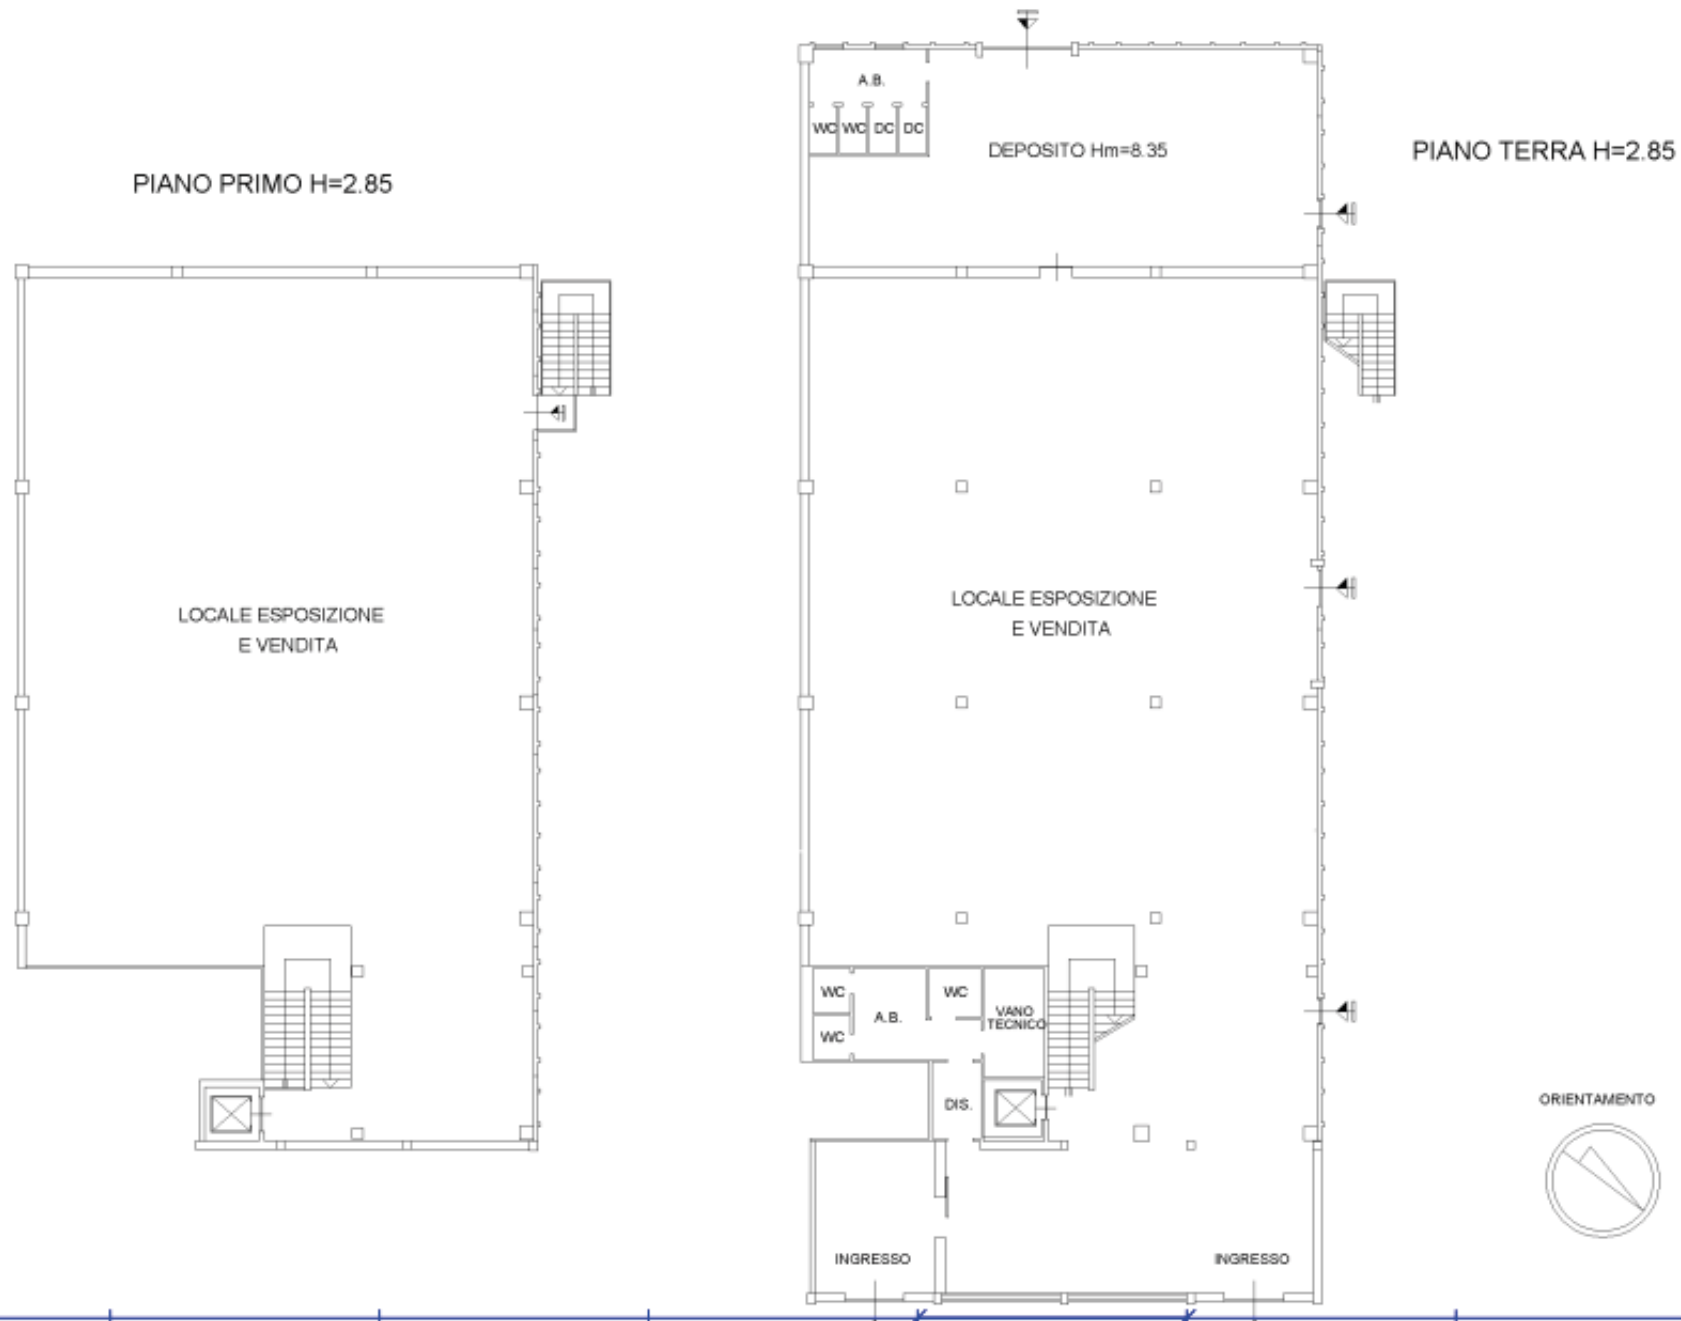 PIANO PRIMO H=2.85
LOCALE ESPOSIZIONE
E VENDITA
A.B.
WC WC DC DC
DEPOSITO Hm=8.35
PIANO TERRA H=2.85
LOCALE ESPOSIZIONE
E VENDITA
WC
WC
A.B.
WC
VANO
TECNICO
DIS.
INGRESSO
INGRESSO
ORIENTAMENTO